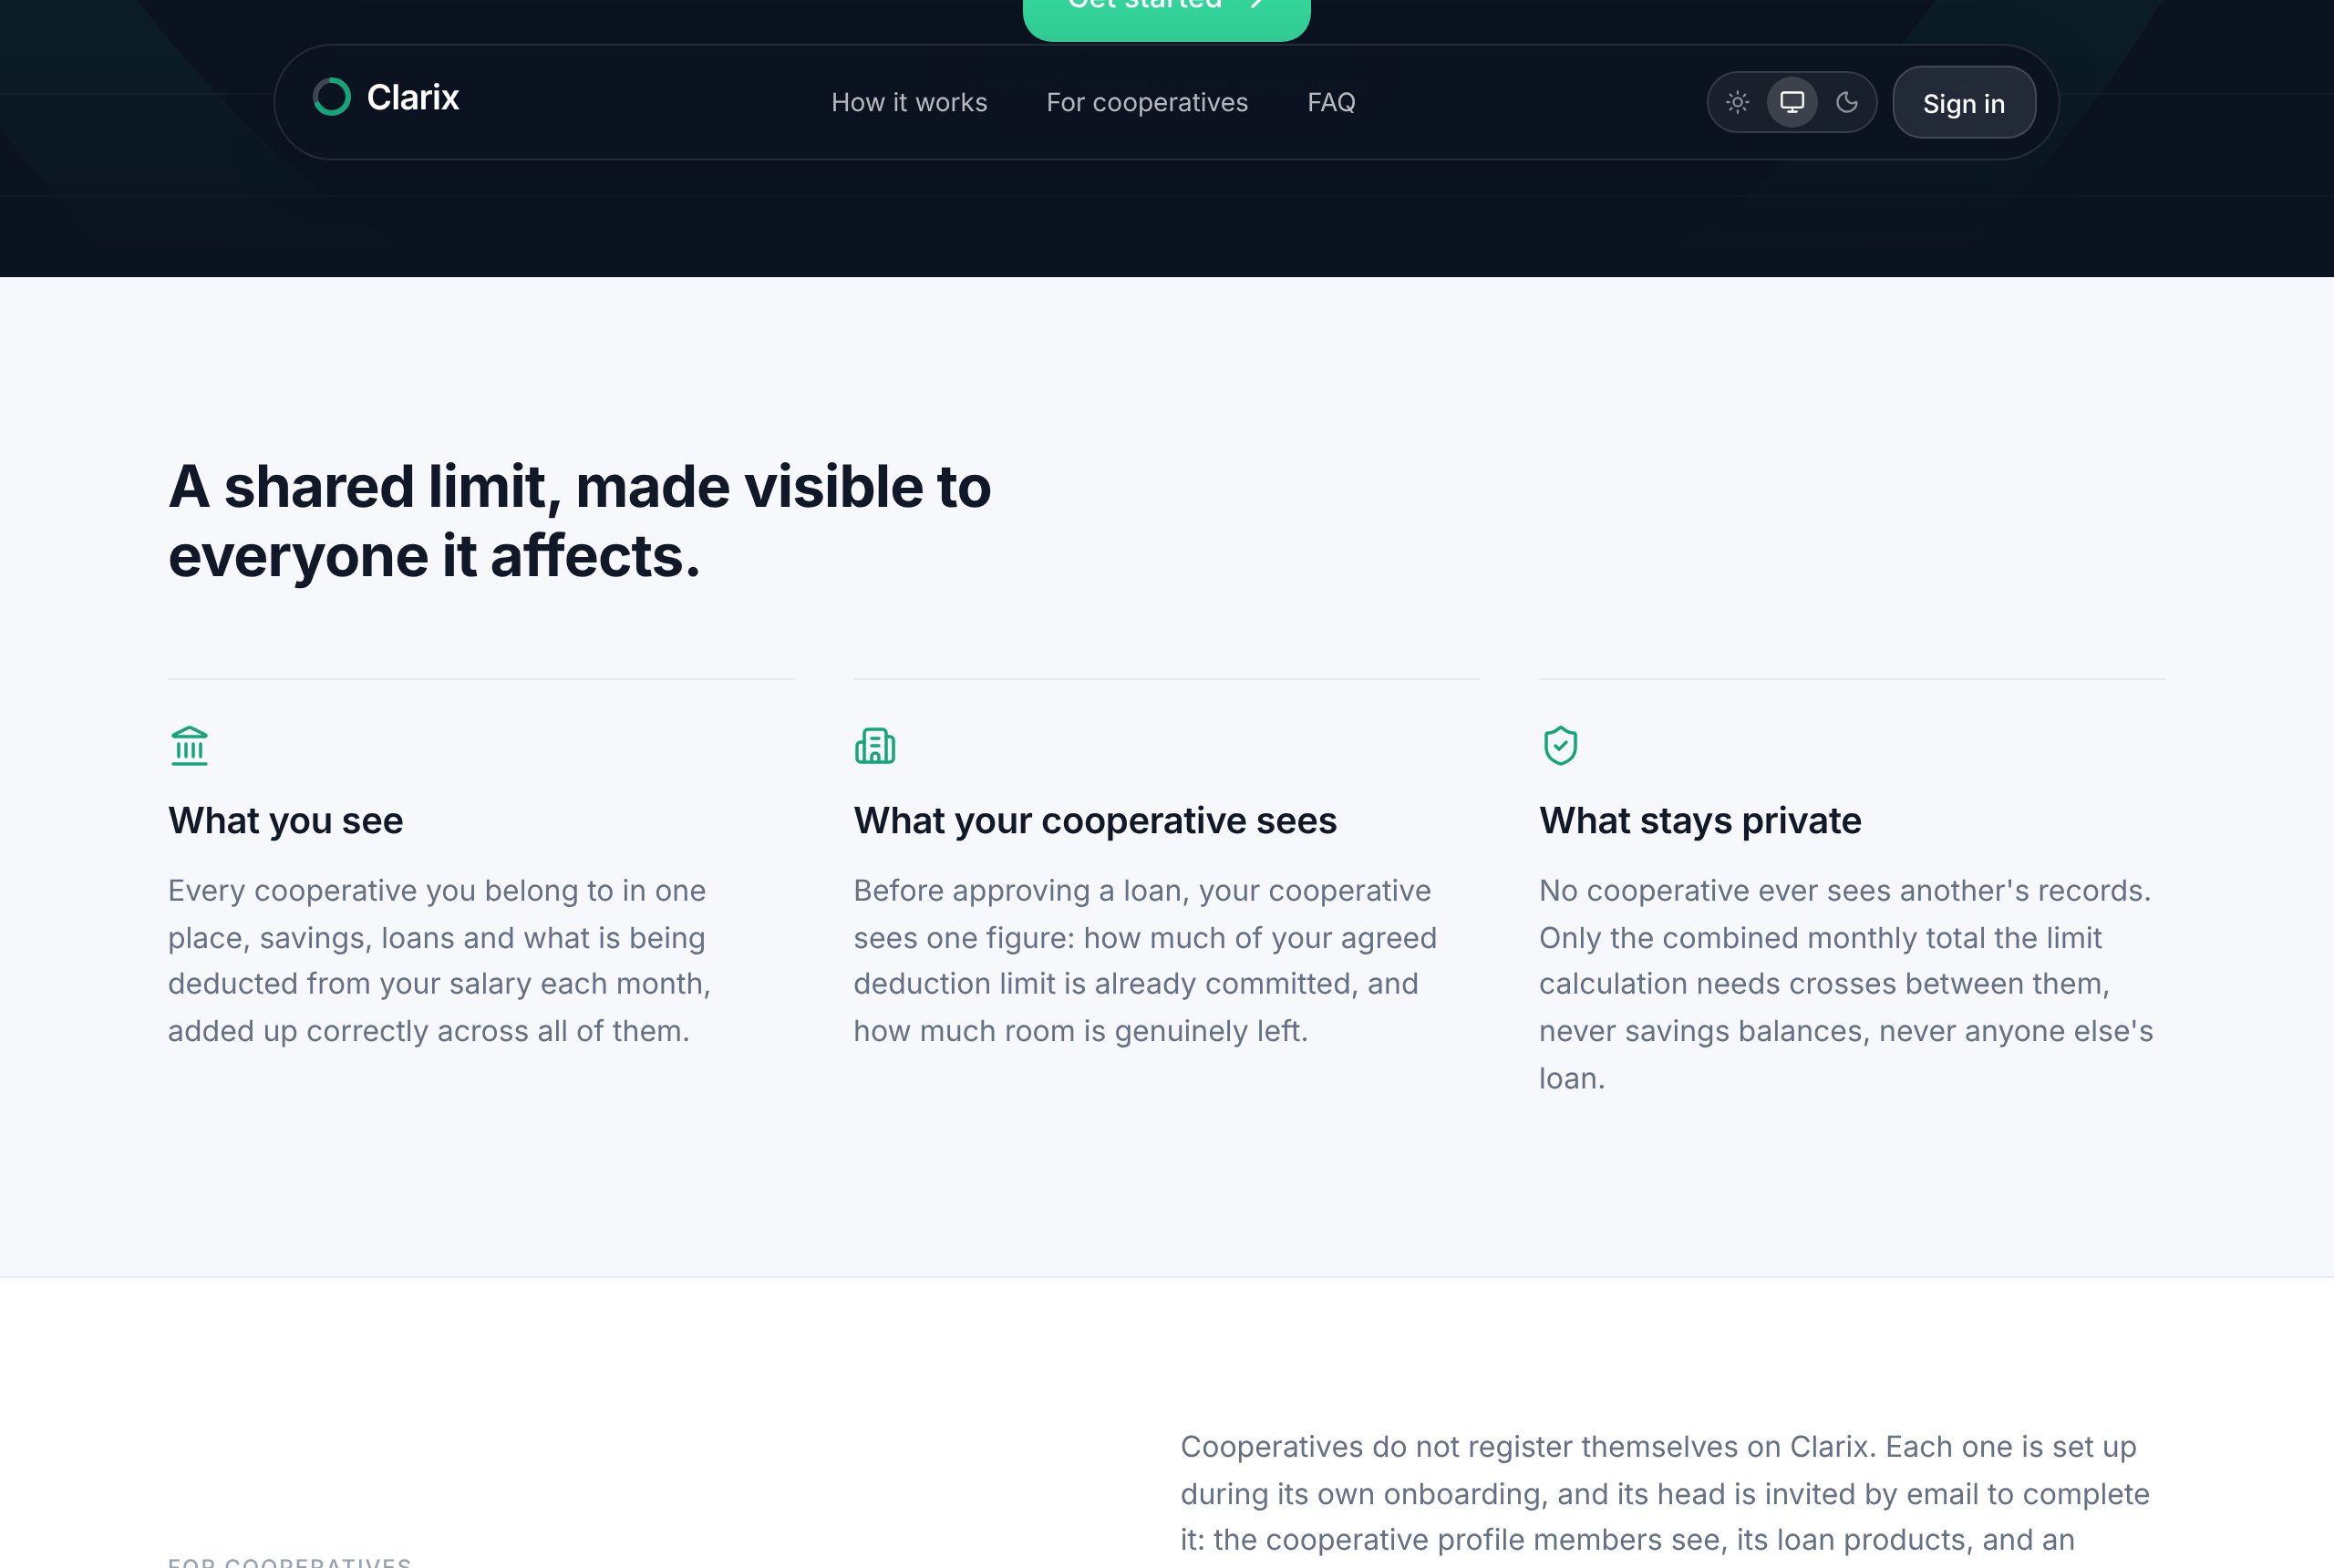 Get started
Clarix
How it works
For cooperatives
FAQ
Sign in
A shared limit, made visible to
everyone it affects.
What you see
Every cooperative you belong to in one
place, savings, loans and what is being
deducted from your salary each month,
added up correctly across all of them.
What your cooperative sees
Before approving a loan, your cooperative
sees one figure: how much of your agreed
deduction limit is already committed, and
how much room is genuinely left.
What stays private
No cooperative ever sees another's records.
Only the combined monthly total the limit
calculation needs crosses between them,
never savings balances, never anyone else's
loan.
FOR COOPERATIVES
Cooperatives do not register themselves on Clarix. Each one is set up
during its own onboarding, and its head is invited by email to complete
it: the cooperative profile members see, its loan products, and an